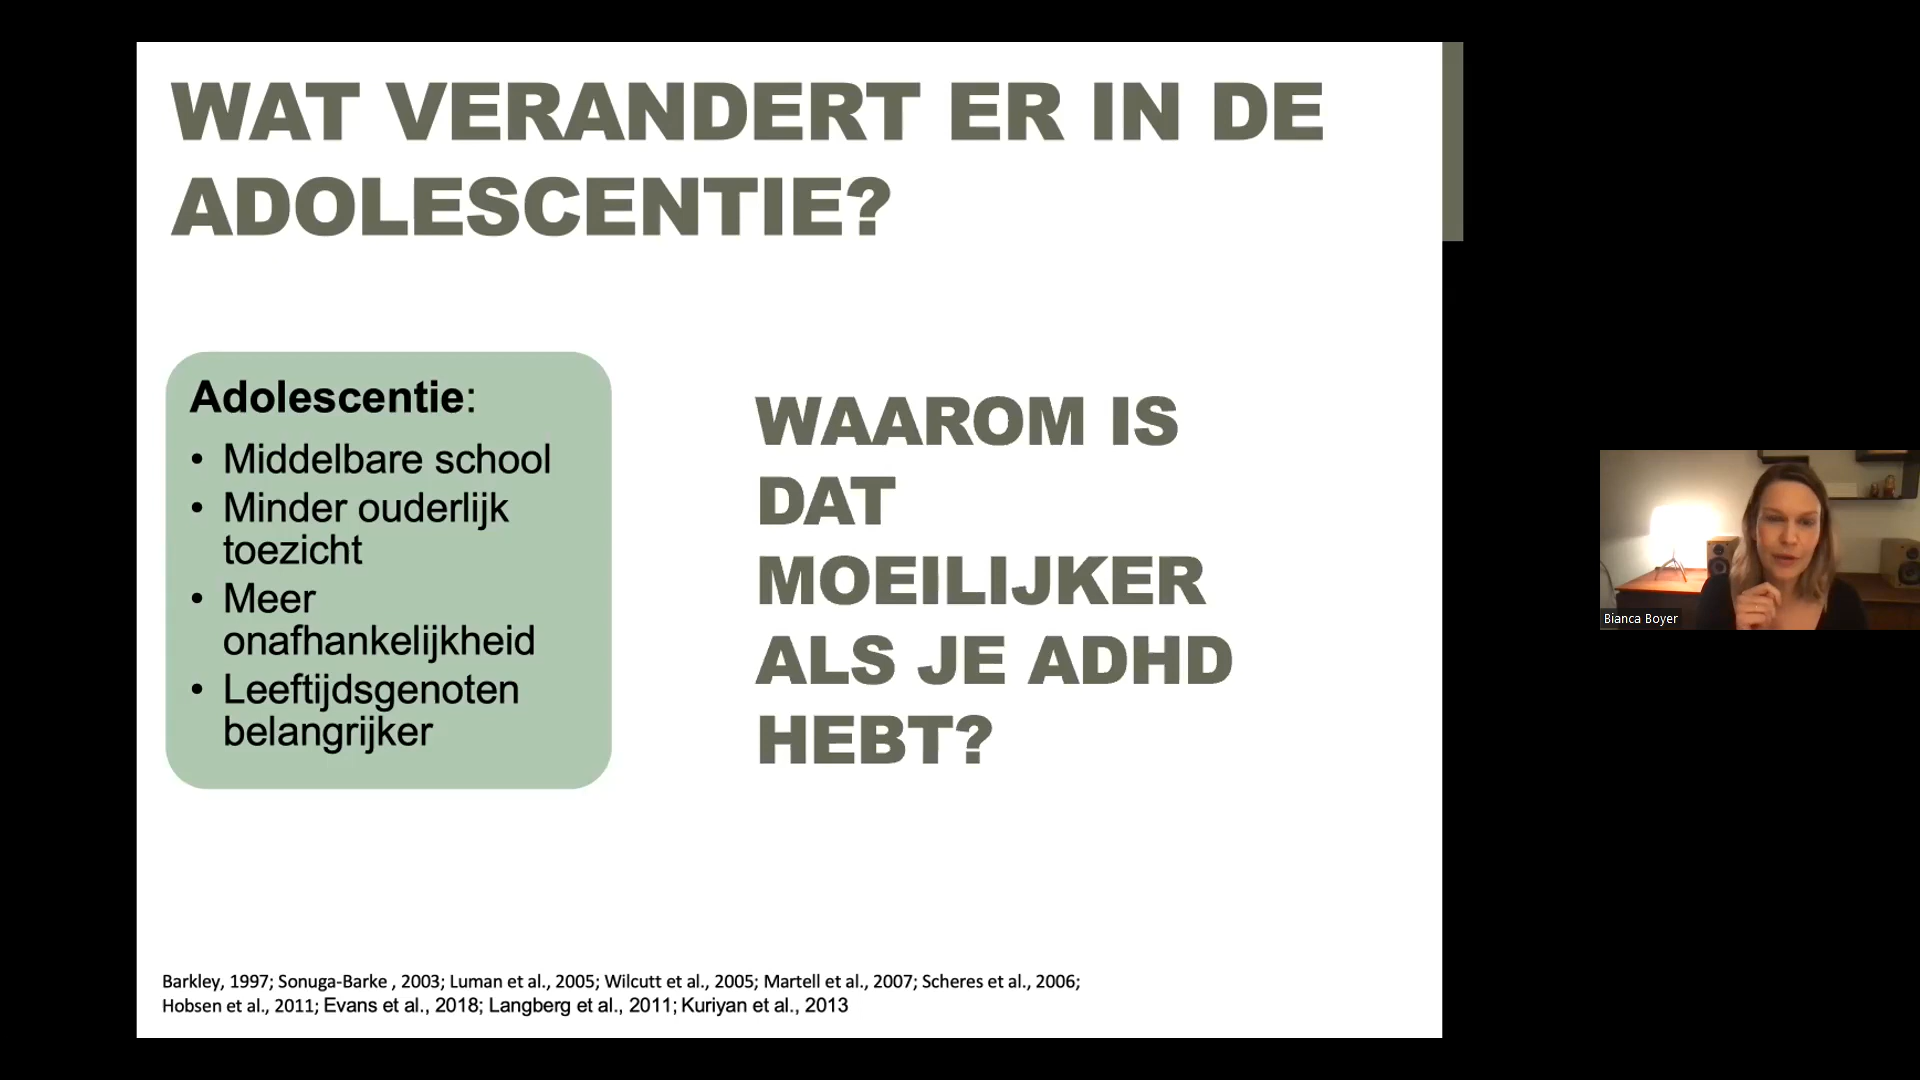 WAT VERANDERT ER IN DE
ADOLESCENTIE?
Adolescentie:
• Middelbare school
• Minder ouderlijk
toezicht
• Meer
onafhankelijkheid
• Leeftijdsgenoten
belangrijker
WAAROM IS
DAT
MOEILIJKER
ALS JE ADHD
HEBT?
Bianca Boyer
Barkley, 1997; Sonuga-Barke , 2003; Luman et al., 2005; Wilcutt et al., 2005; Martell et al., 2007; Scheres et al., 2006;
Hobsen et al., 2011; Evans et al., 2018; Langberg et al., 2011; Kuriyan et al., 2013